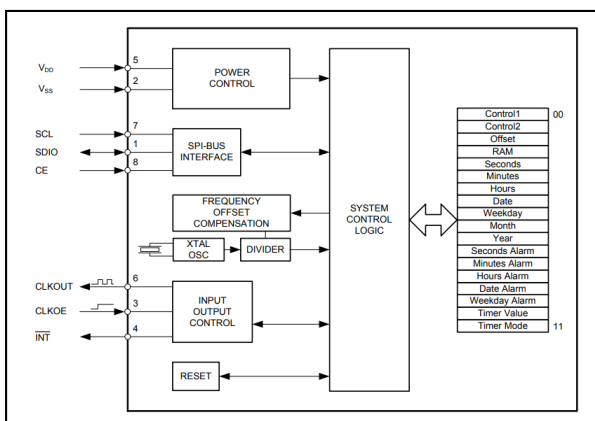 V_DD
5
V_SS
2
POWER
CONTROL
SCL
7
SDIO
1
CE
8
SPI-BUS
INTERFACE
FREQUENCY
OFFSET
COMPENSATION
XTAL
OSC
DIVIDER
CLKOUT
6
CLKOE
3
INT
4
INPUT
OUTPUT
CONTROL
RESET
SYSTEM
CONTROL
LOGIC
Control1 00
Control2
Offset
RAM
Seconds
Minutes
Hours
Date
Weekday
Month
Year
Seconds Alarm
Minutes Alarm
Hours Alarm
Date Alarm
Weekday Alarm
Timer Value
Timer Mode 11